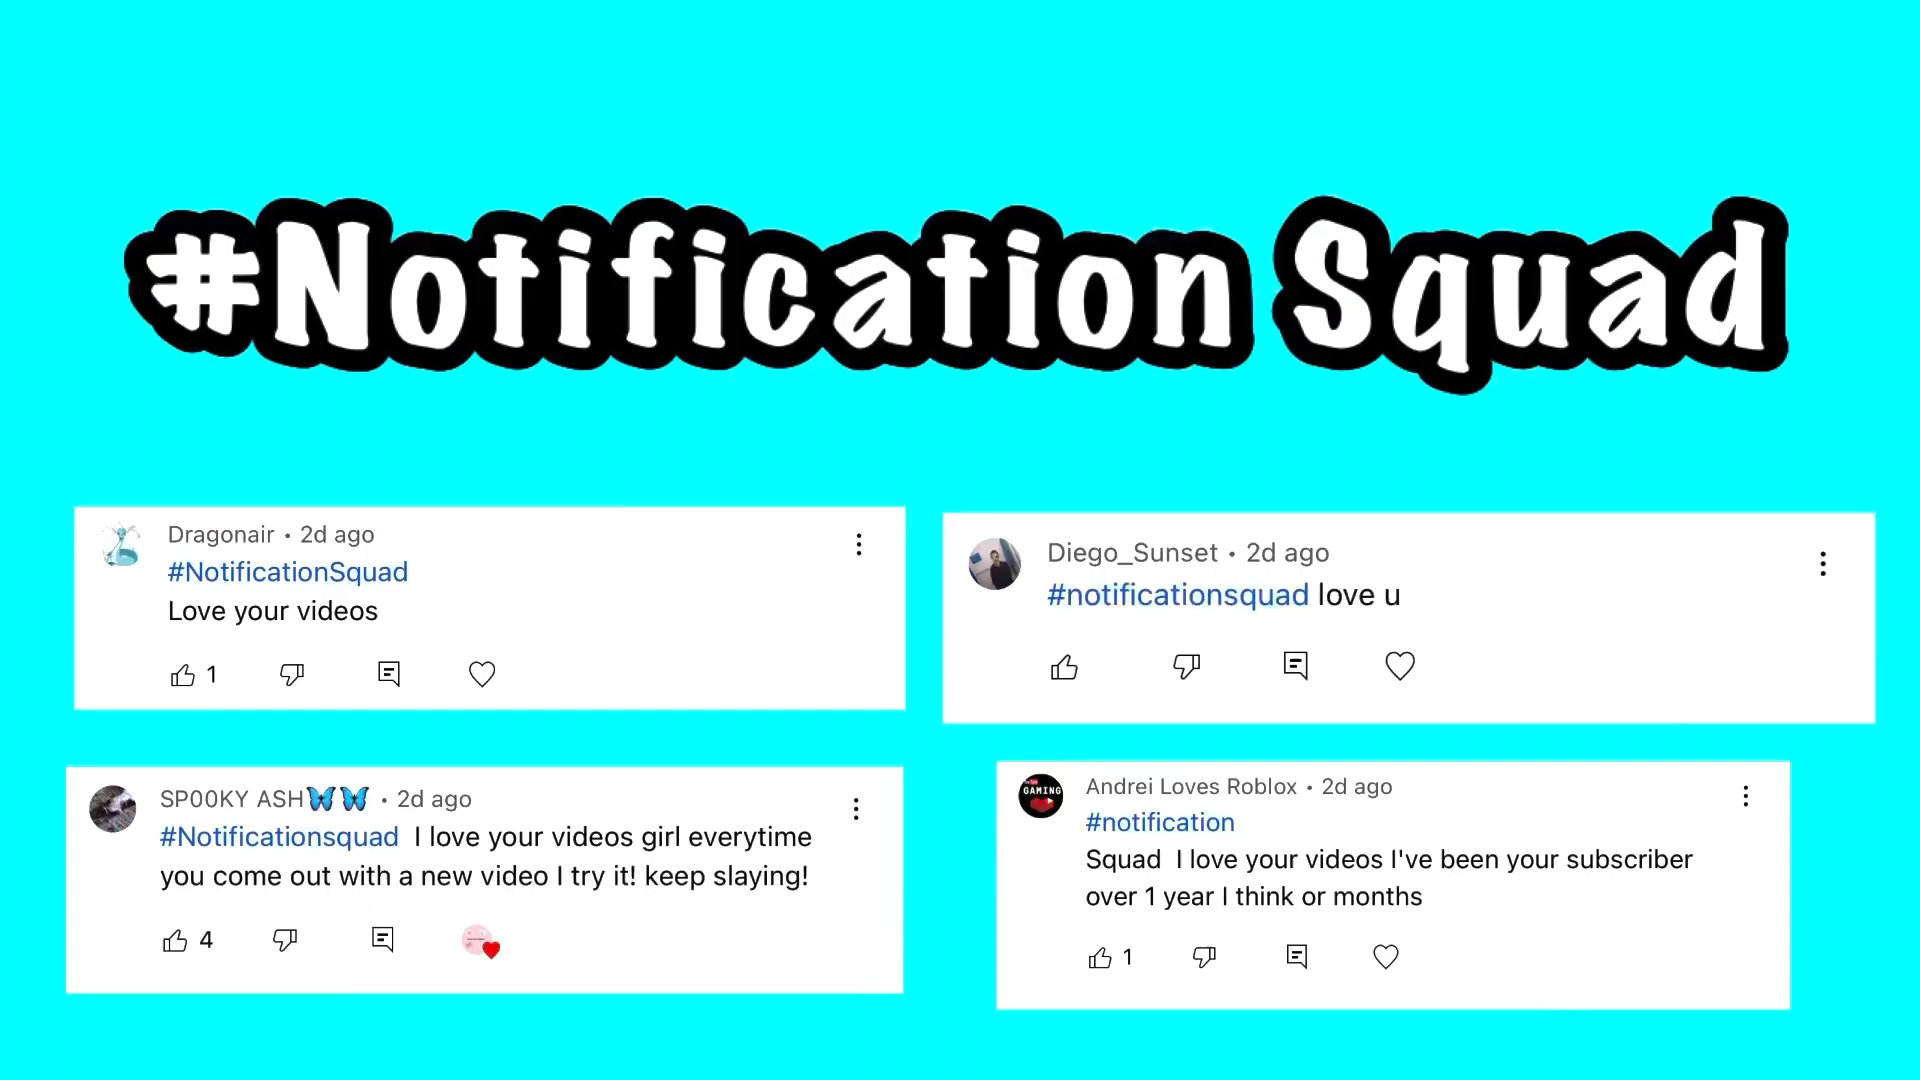 #Notification Squad
Dragonair • 2d ago
#NotificationSquad
Love your videos
1
Diego_Sunset • 2d ago
#notificationsquad love u
SP00KY ASH🦋🦋 • 2d ago
#Notificationsquad I love your videos girl everytime
you come out with a new video I try it! keep slaying!
4
GAMING
Andrei Loves Roblox • 2d ago
#notification
Squad I love your videos I've been your subscriber
over 1 year I think or months
1